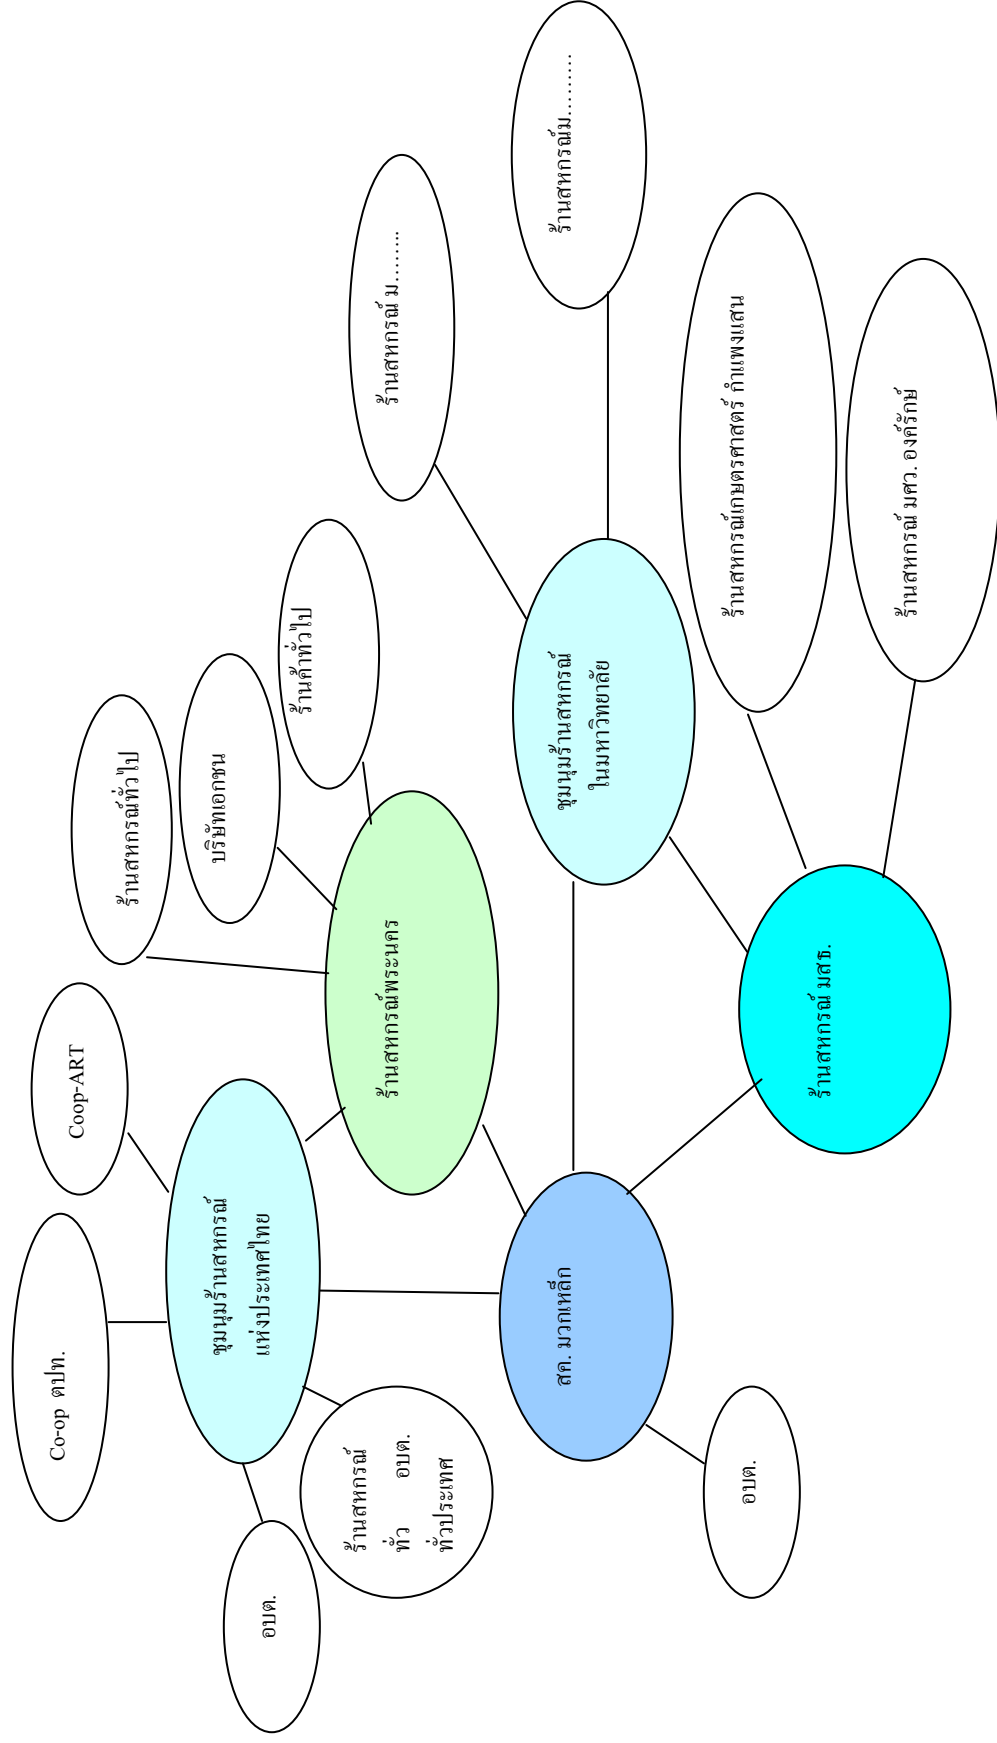 Co-op ตปท.
Coop-ART
ร้านสหกรณ์ทั่วไป
บริษัทเอกชน
ร้านค้าทั่วไป
ร้านสหกรณ์ ม........
ร้านสหกรณ์ม..........
อบต.
ชุมนุมร้านสหกรณ์
แห่งประเทศไทย
ร้านสหกรณ์พระนคร
ชุมนุมร้านสหกรณ์
ในมหาวิทยาลัย
ร้านสหกรณ์
ทั่ว อบต.
ทั่วประเทศ
สค. มวกเหล็ก
ร้านสหกรณ์เกษตรศาสตร์ กำแพงแสน
อบต.
ร้านสหกรณ์ มสธ.
ร้านสหกรณ์ มศว. องค์รักษ์